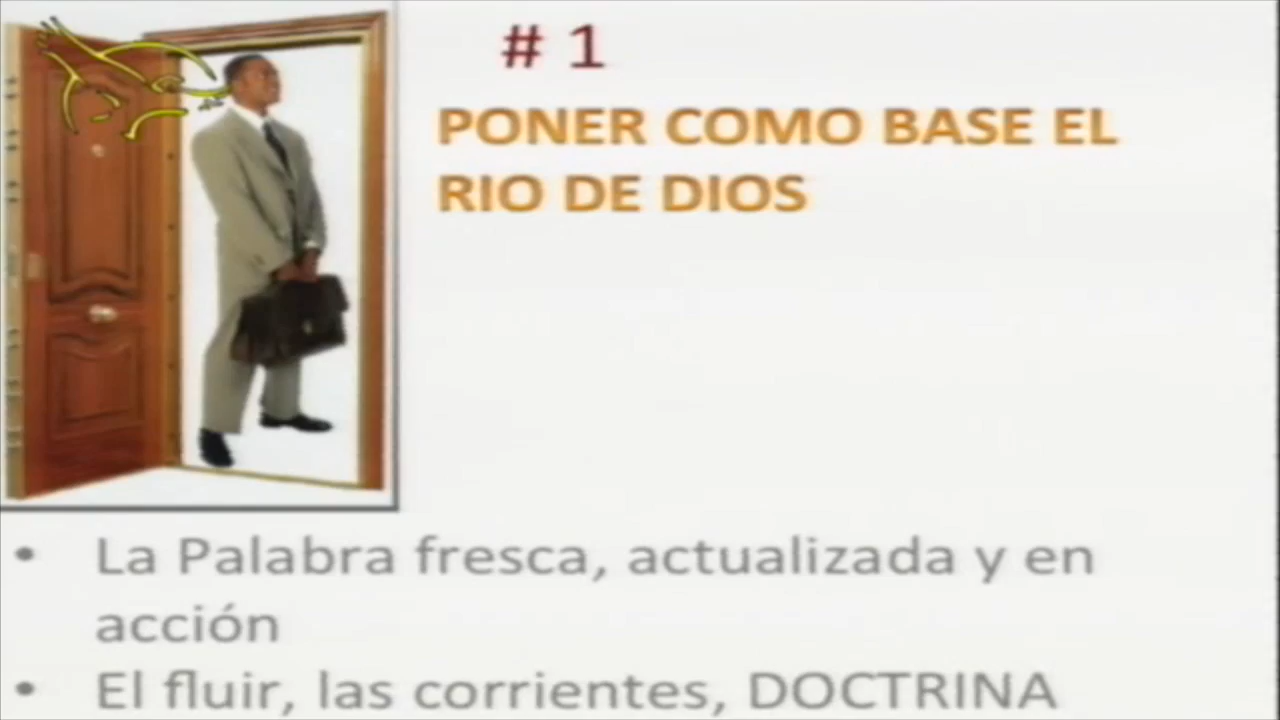 # 1
PONER COMO BASE EL
RIO DE DIOS
• La Palabra fresca, actualizada y en
acción
• El fluir, las corrientes, DOCTRINA